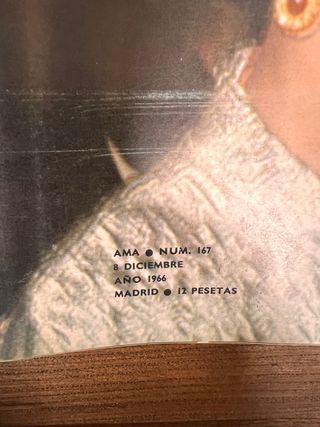 AMA ● NUM. 167
8 DICIEMBRE
AÑO 1966
MADRID ● 12 PESETAS